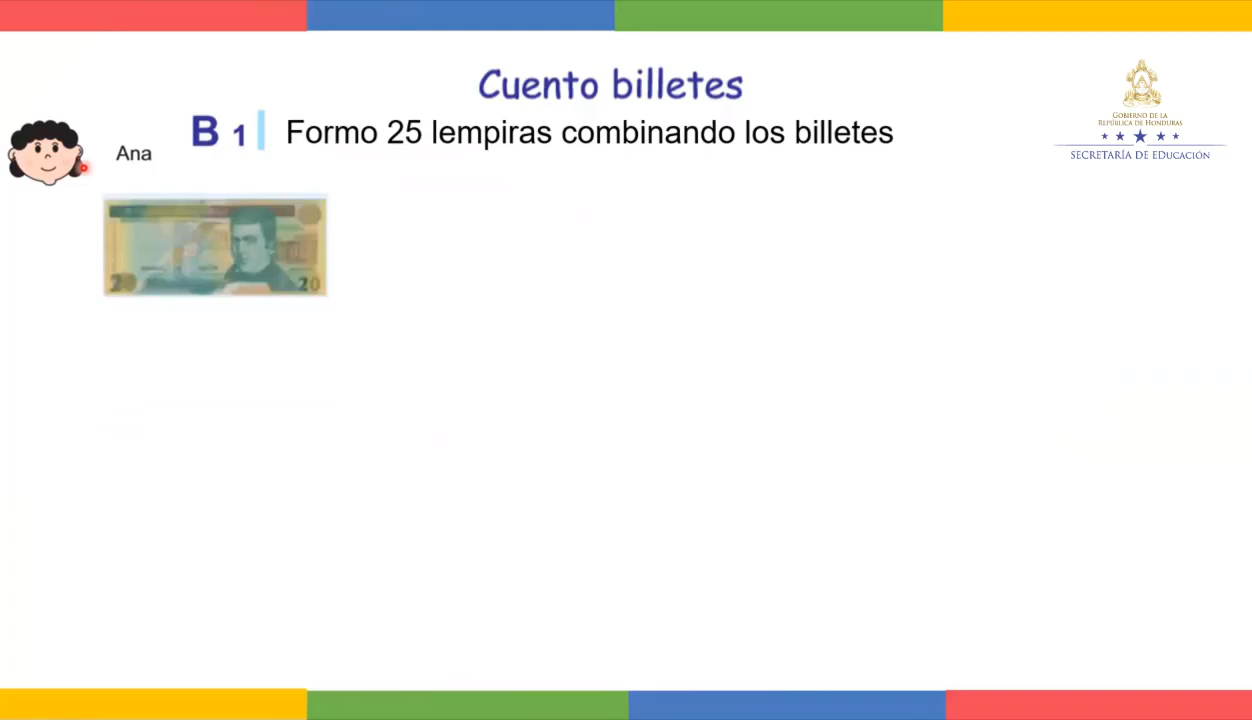 Cuento billetes
B 1 Formo 25 lempiras combinando los billetes
Ana
GOBIERNO DE LA
REPÚBLICA DE HONDURAS
SECRETARÍA DE EDUCACIÓN
20 20